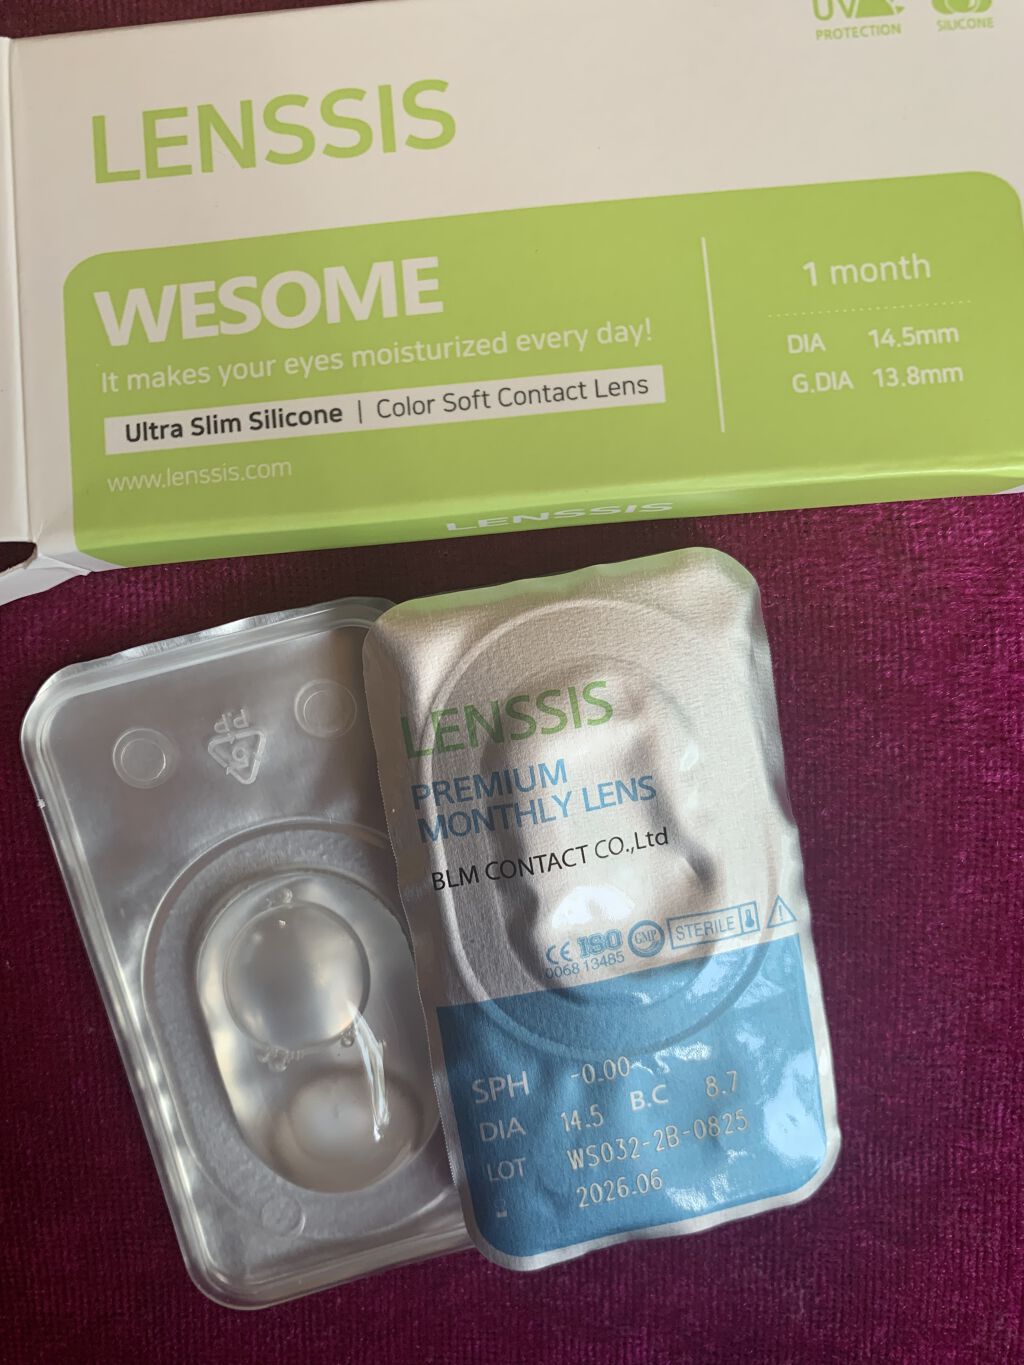 UV
PROTECTION
SILICONE
LENSSIS
WESOME
It makes your eyes moisturized every day!
Ultra Slim Silicone | Color Soft Contact Lens
www.lenssis.com
1 month
DIA 14.5mm
G.DIA 13.8mm
LENSSIS
PP
LENSSIS
PREMIUM
MONTHLY LENS
BLM CONTACT CO.,Ltd
CE ISO GMP STERILE
0068 13485
SPH -0.00
DIA 14.5 B.C 8.7
LOT WS032-2B-0825
2026.06